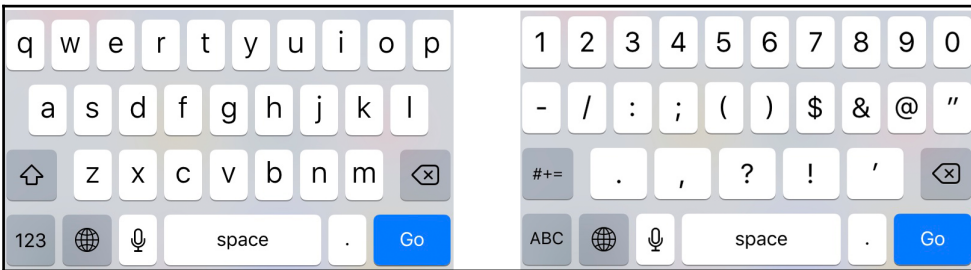 q w e r t y u i o p
1 2 3 4 5 6 7 8 9 0
a s d f g h j k l
- / : ; ( ) $ & @ "
z x c v b n m
#+= . , ? ! '
123 space . Go
ABC space . Go